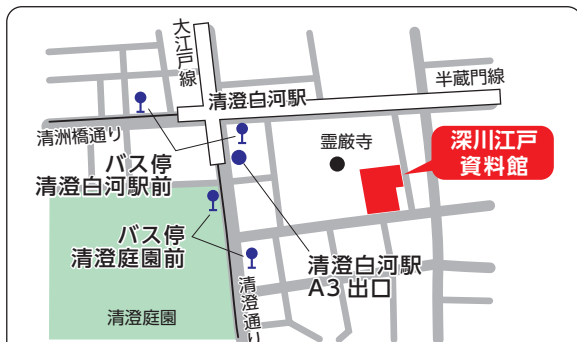 大江戸線
清澄白河駅
半蔵門線
清洲橋通り
霊厳寺
深川江戸
資料館
バス停
清澄白河駅前
バス停
清澄庭園前
清澄白河駅
A3 出口
清澄通り
清澄庭園